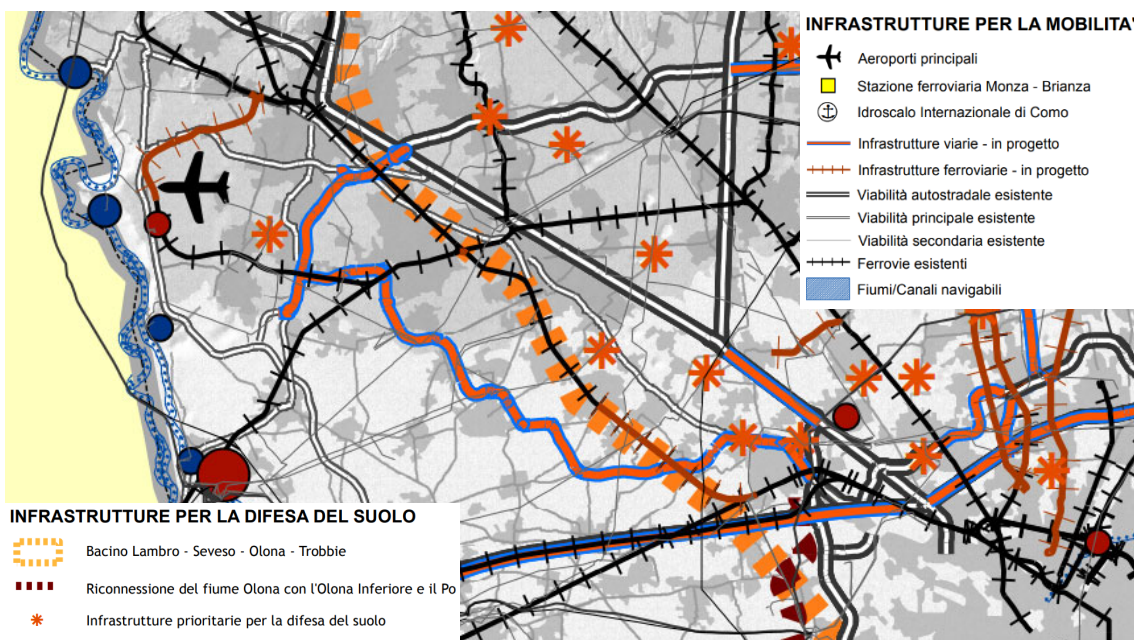 INFRASTRUTTURE PER LA MOBILITA'
Aeroporti principali
Stazione ferroviaria Monza - Brianza
Idroscalo Internazionale di Como
Infrastrutture viarie - in progetto
Infrastrutture ferroviarie - in progetto
Viabilità autostradale esistente
Viabilità principale esistente
Viabilità secondaria esistente
Ferrovie esistenti
Fiumi/Canali navigabili
INFRASTRUTTURE PER LA DIFESA DEL SUOLO
Bacino Lambro - Seveso - Olona - Trobbie
Riconnessione del fiume Olona con l'Olona Inferiore e il Po
Infrastrutture prioritarie per la difesa del suolo